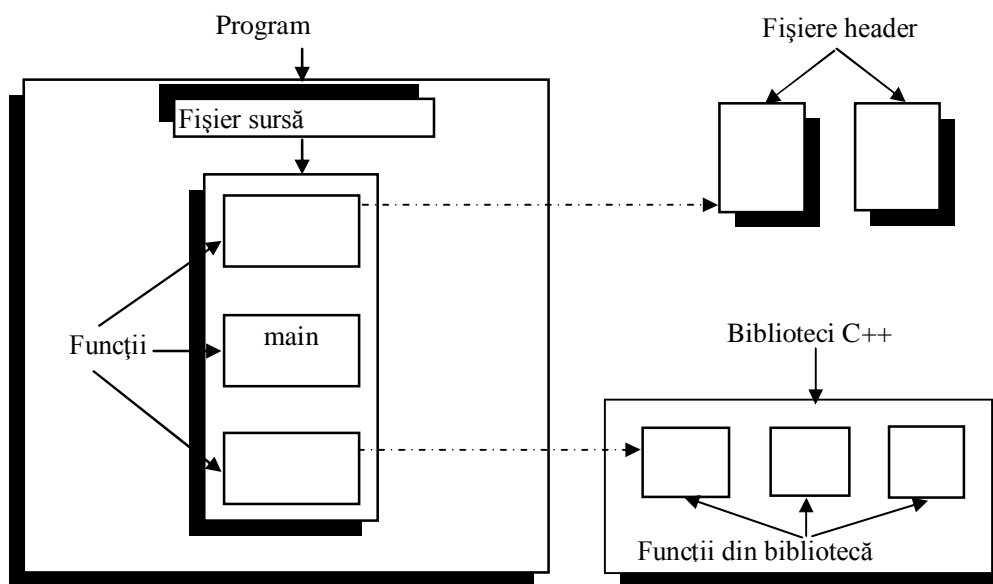 Program
Fişiere header
Fişier sursă
Funcţii
main
Biblioteci C++
Funcţii din bibliotecă